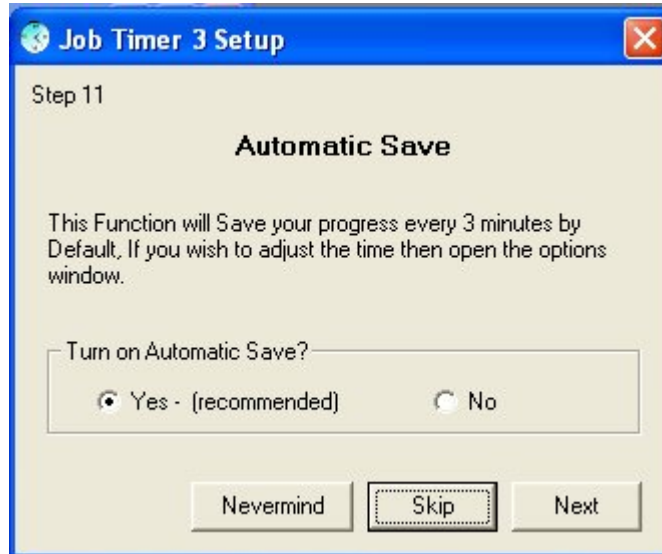 Job Timer 3 Setup
Step 11
Automatic Save
This Function will Save your progress every 3 minutes by
Default, If you wish to adjust the time then open the options
window.
Turn on Automatic Save?
Yes - (recommended) No
Nevermind Skip Next